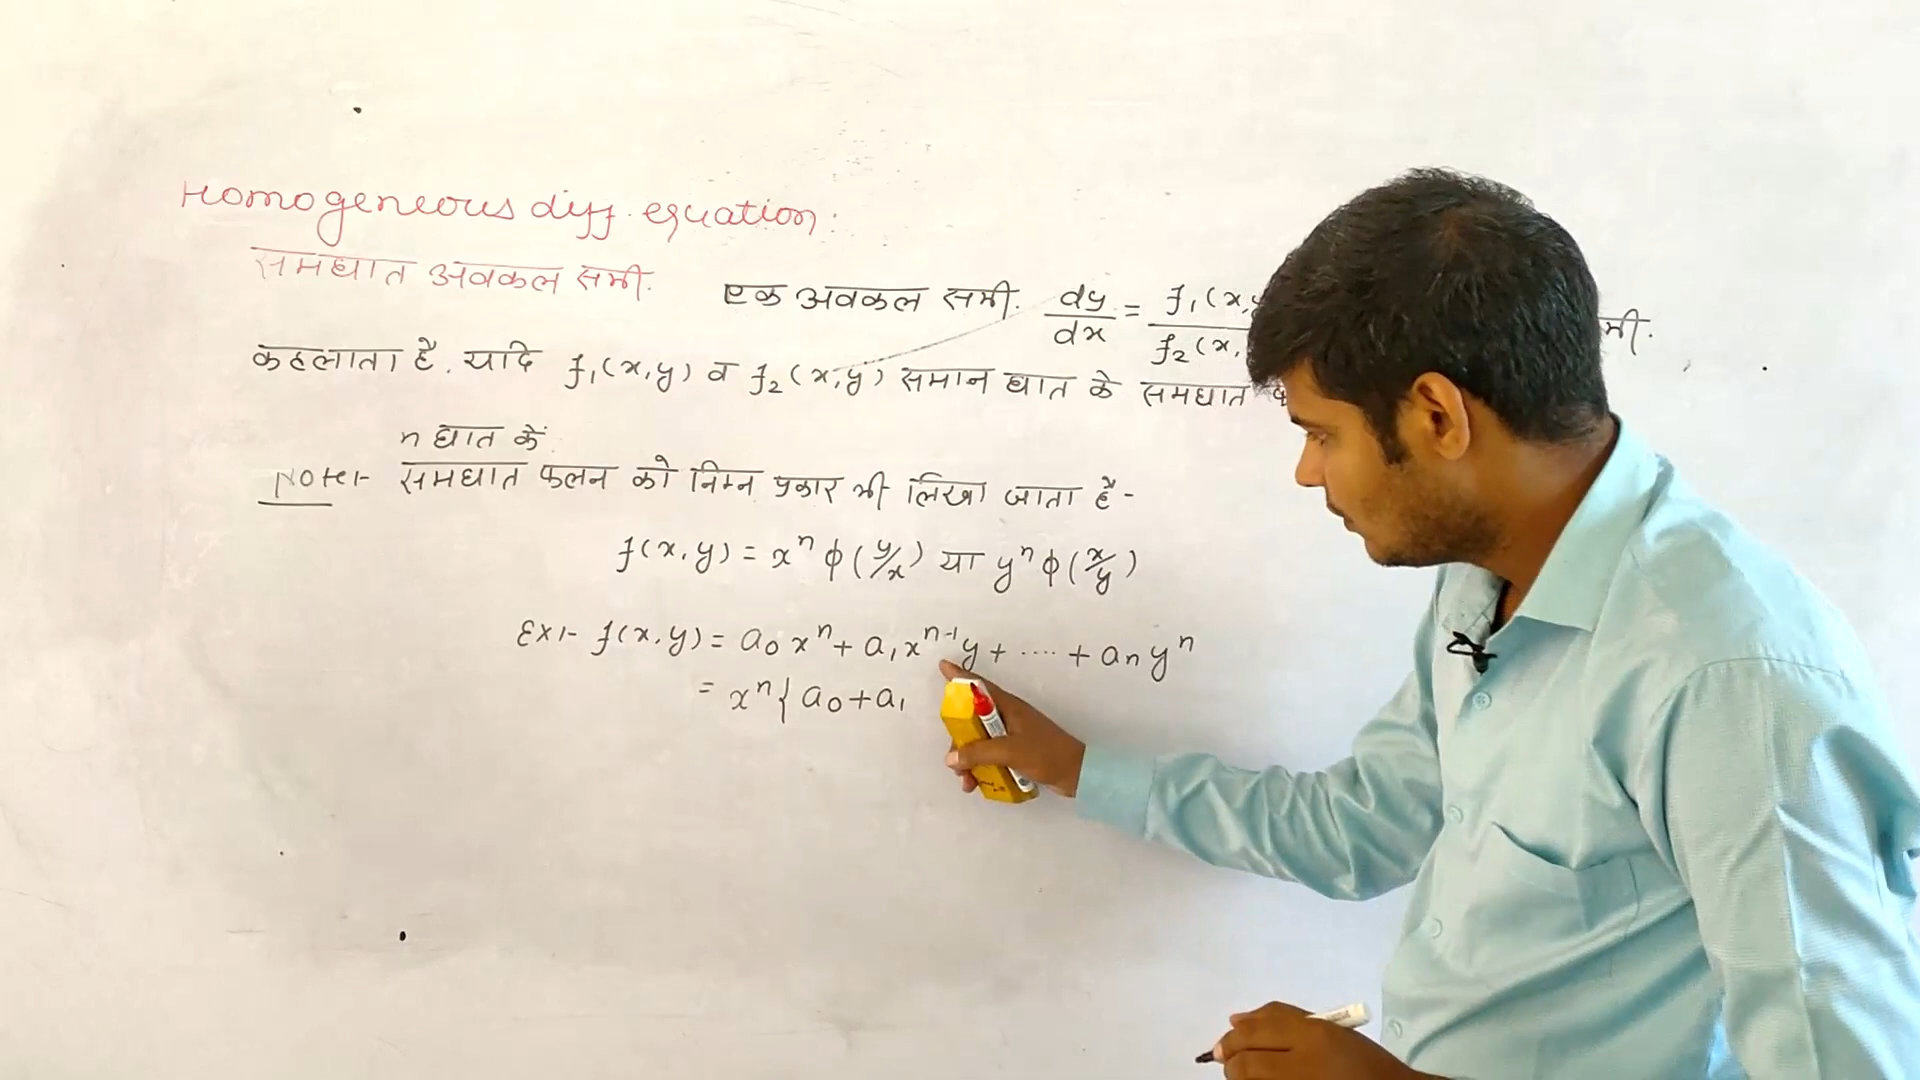 Homogeneous diff. equation:
समघात अवकल समी.
एक अवकल समी. dy/dx = f₁(x,y / f₂(x, मी.
कहलाता है. यदि f₁(x,y) व f₂(x,y) समान घात के समघात
n घात के
Note:- समघात फलन को निम्न प्रकार भी लिखा जाता है -
f(x,y) = xⁿ ϕ(y/x) या yⁿ ϕ(x/y)
Ex:- f(x,y) = a₀xⁿ + a₁xⁿ⁻¹y + .... + aₙyⁿ
= xⁿ{ a₀ + a₁